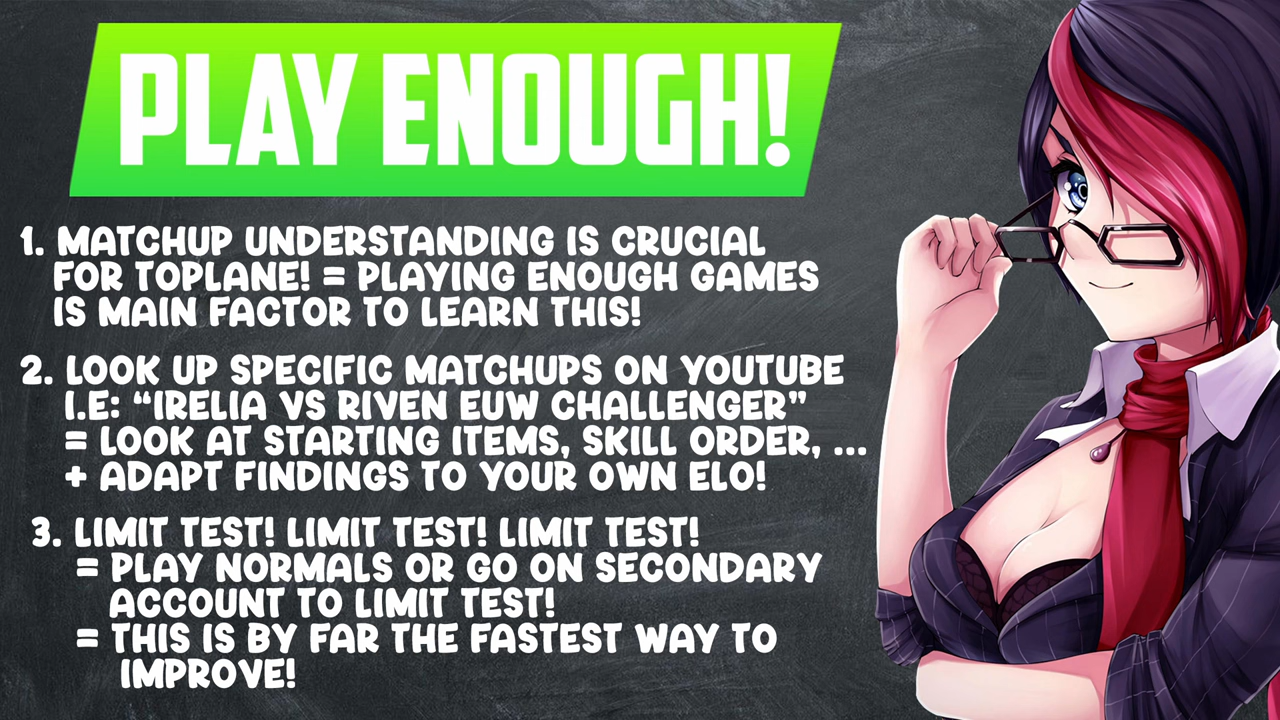 PLAY ENOUGH!
1. MATCHUP UNDERSTANDING IS CRUCIAL
FOR TOPLANE! = PLAYING ENOUGH GAMES
IS MAIN FACTOR TO LEARN THIS!
2. LOOK UP SPECIFIC MATCHUPS ON YOUTUBE
I.E: “IRELIA VS RIVEN EUW CHALLENGER”
= LOOK AT STARTING ITEMS, SKILL ORDER, ...
+ ADAPT FINDINGS TO YOUR OWN ELO!
3. LIMIT TEST! LIMIT TEST! LIMIT TEST!
= PLAY NORMALS OR GO ON SECONDARY
ACCOUNT TO LIMIT TEST!
= THIS IS BY FAR THE FASTEST WAY TO
IMPROVE!